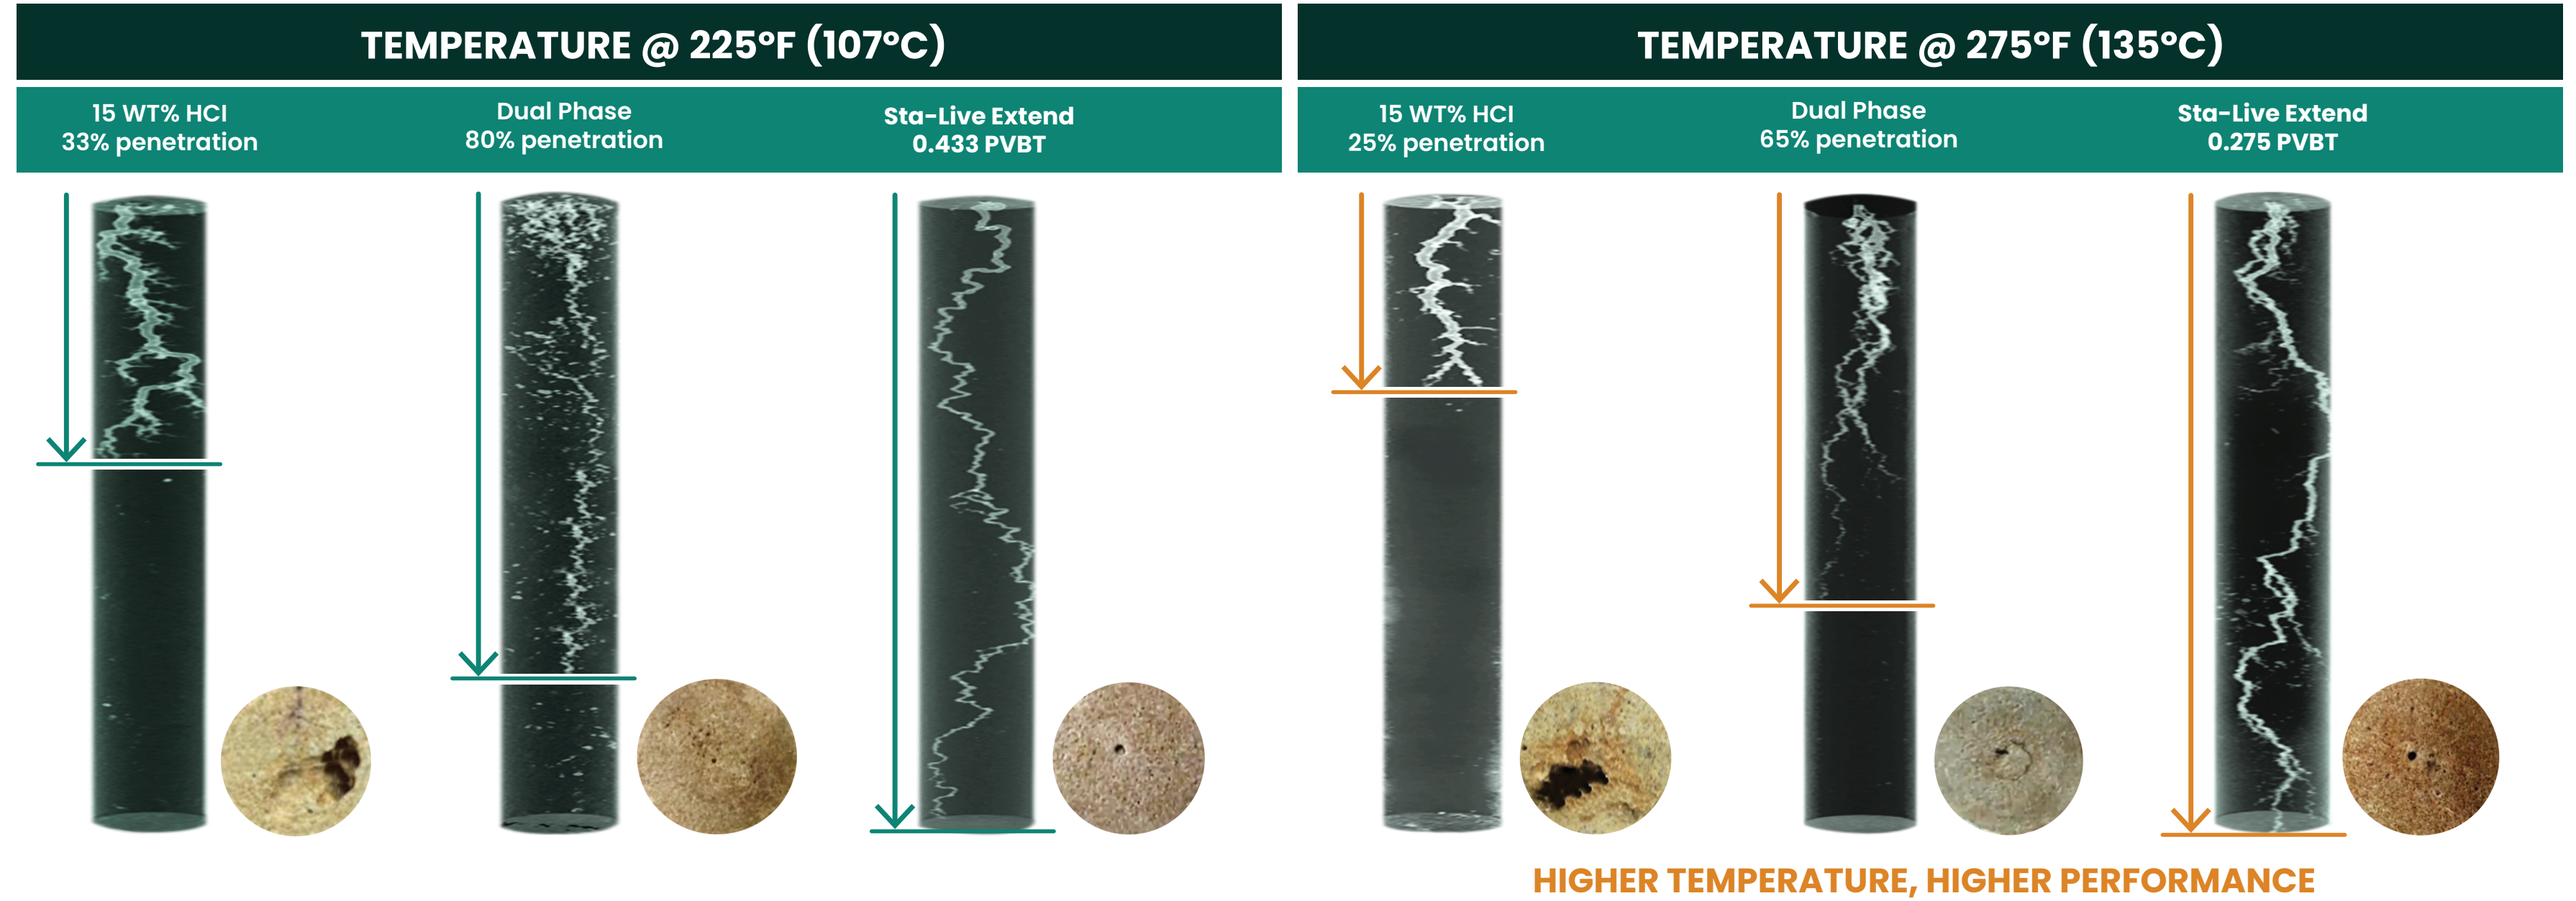 TEMPERATURE @ 225°F (107°C)
15 WT% HCl
33% penetration
Dual Phase
80% penetration
Sta-Live Extend
0.433 PVBT
TEMPERATURE @ 275°F (135°C)
15 WT% HCl
25% penetration
Dual Phase
65% penetration
Sta-Live Extend
0.275 PVBT
HIGHER TEMPERATURE, HIGHER PERFORMANCE